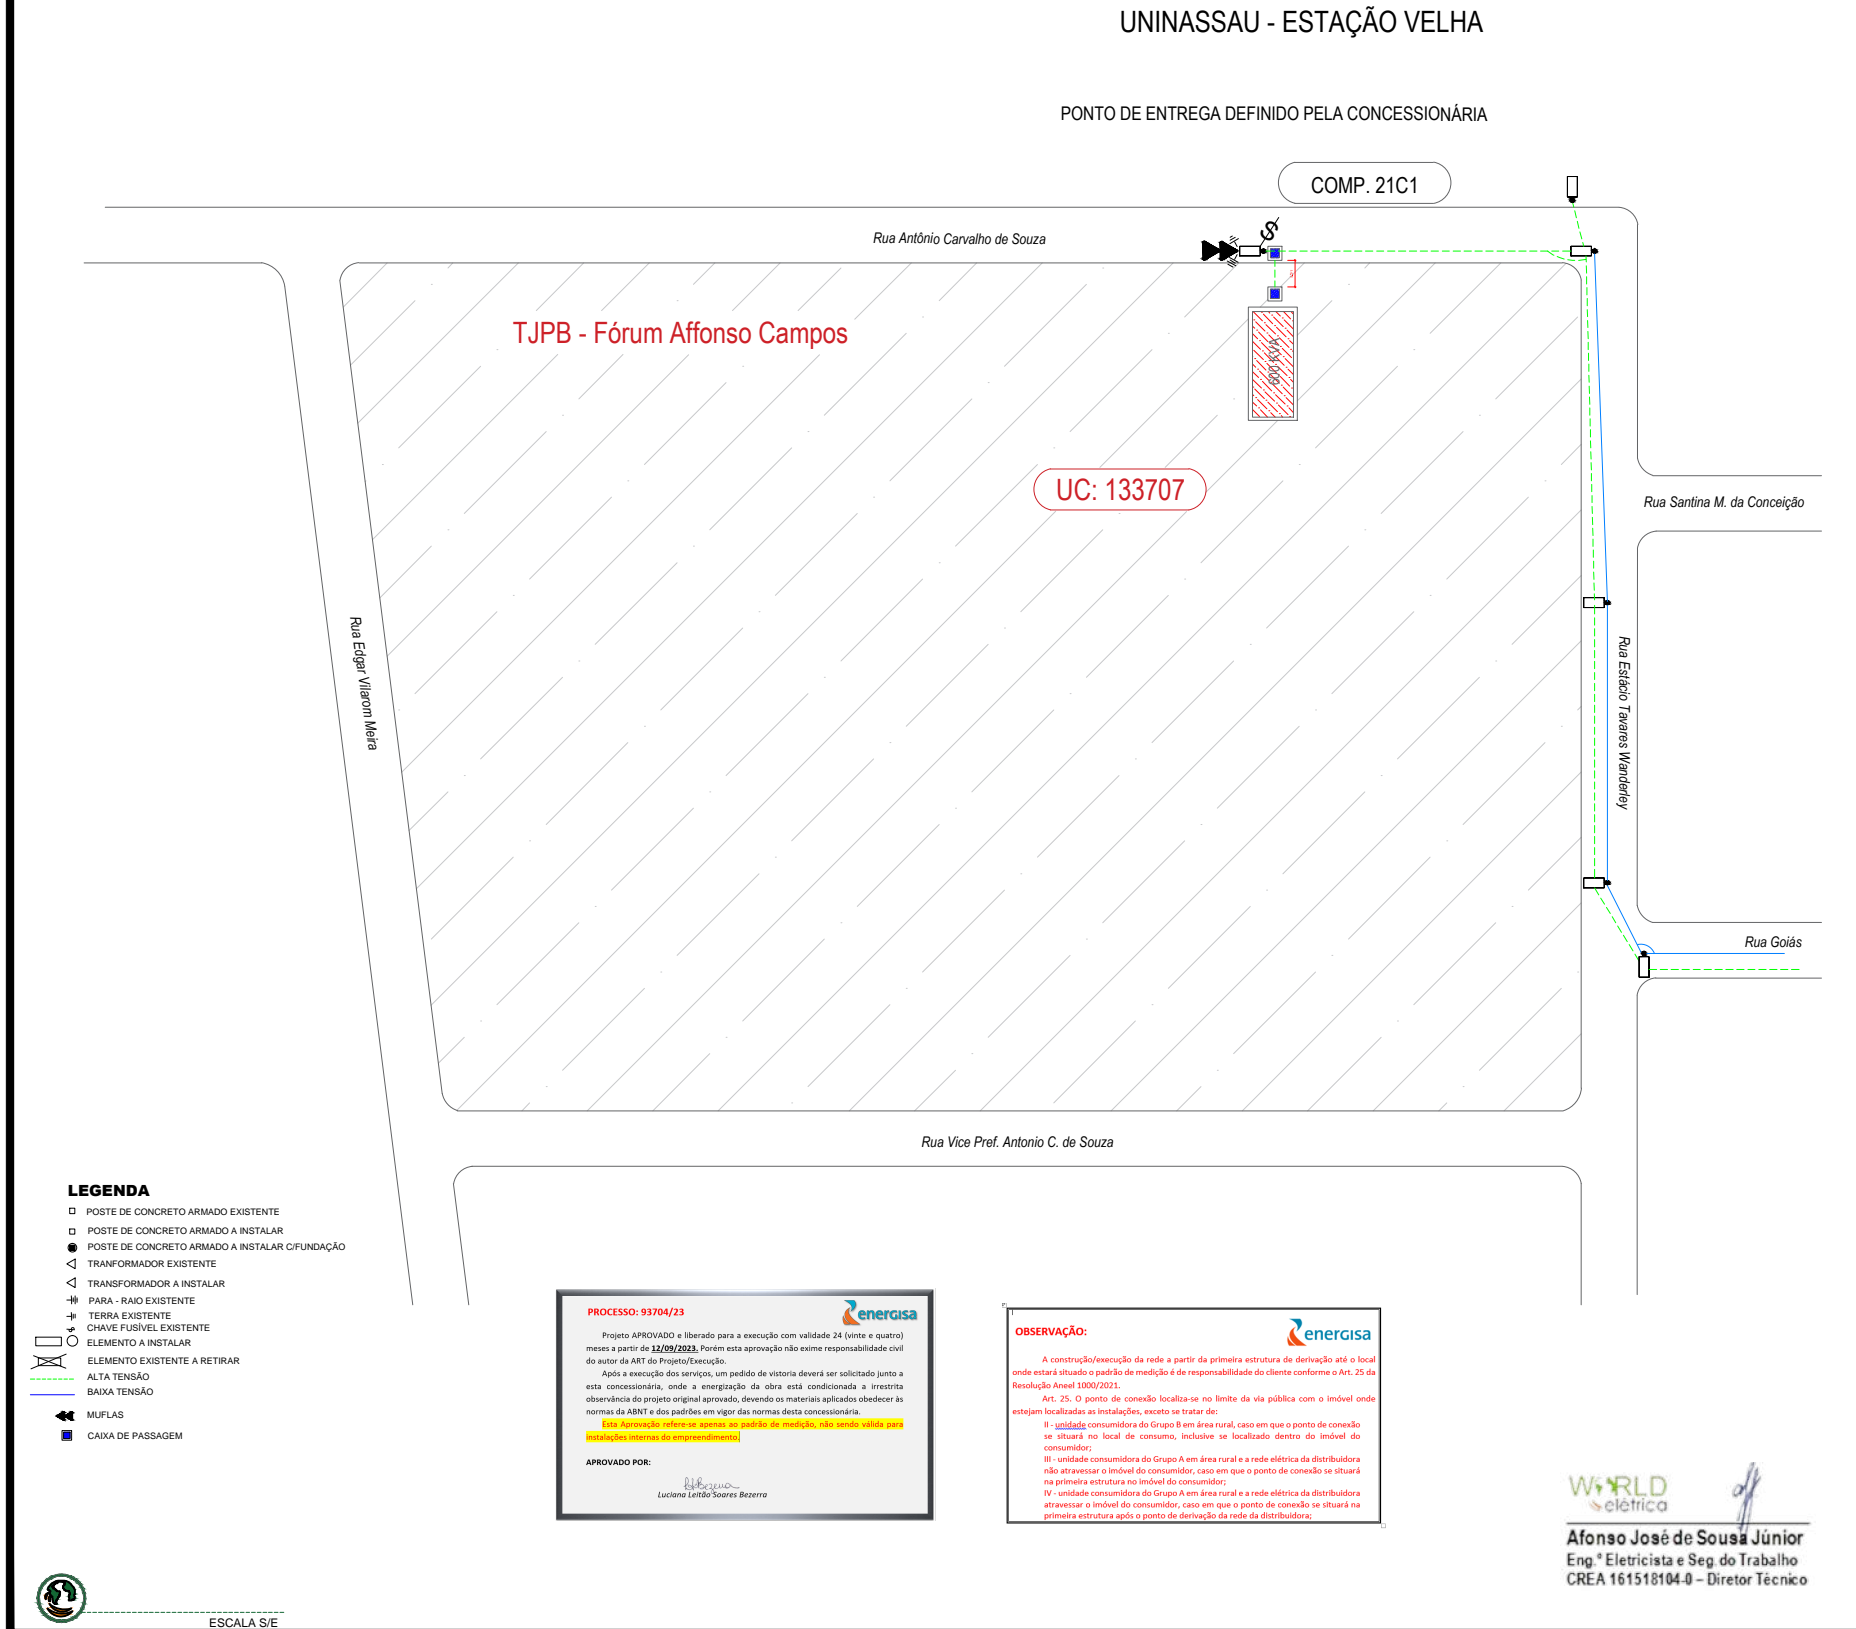 UNINASSAU - ESTAÇÃO VELHA
PONTO DE ENTREGA DEFINIDO PELA CONCESSIONÁRIA
COMP. 21C1
Rua Antônio Carvalho de Souza
TJPB - Fórum Affonso Campos
600 KVA
UC: 133707
Rua Santina M. da Conceição
Rua Edgar Vilarom Meira
Rua Estácio Tavares Wanderley
Rua Goiás
Rua Vice Pref. Antonio C. de Souza
LEGENDA
POSTE DE CONCRETO ARMADO EXISTENTE
POSTE DE CONCRETO ARMADO A INSTALAR
POSTE DE CONCRETO ARMADO A INSTALAR C/FUNDAÇÃO
TRANFORMADOR EXISTENTE
TRANSFORMADOR A INSTALAR
PARA - RAIO EXISTENTE
TERRA EXISTENTE
CHAVE FUSÍVEL EXISTENTE
ELEMENTO A INSTALAR
ELEMENTO EXISTENTE A RETIRAR
ALTA TENSÃO
BAIXA TENSÃO
MUFLAS
CAIXA DE PASSAGEM
PROCESSO: 93704/23
energisa
Projeto APROVADO e liberado para a execução com validade 24 (vinte e quatro)
meses a partir de 12/09/2023. Porém esta aprovação não exime responsabilidade civil
do autor da ART do Projeto/Execução.
Após a execução dos serviços, um pedido de vistoria deverá ser solicitado junto a
esta concessionária, onde a energização da obra está condicionada a irrestrita
observância do projeto original aprovado, devendo os materiais aplicados obedecer às
normas da ABNT e dos padrões em vigor das normas desta concessionária.
Esta Aprovação refere-se apenas ao padrão de medição, não sendo válida para
instalações internas do empreendimento.
APROVADO POR:
Luciana Leitão Soares Bezerra
OBSERVAÇÃO:
energisa
A construção/execução da rede a partir da primeira estrutura de derivação até o local
onde estará situado o padrão de medição é de responsabilidade do cliente conforme o Art. 25 da
Resolução Aneel 1000/2021.
Art. 25. O ponto de conexão localiza-se no limite da via pública com o imóvel onde
estejam localizadas as instalações, exceto se tratar de:
II - unidade consumidora do Grupo B em área rural, caso em que o ponto de conexão
se situará no local de consumo, inclusive se localizado dentro do imóvel do
consumidor;
III - unidade consumidora do Grupo A em área rural e a rede elétrica da distribuidora
não atravessar o imóvel do consumidor, caso em que o ponto de conexão se situará
na primeira estrutura no imóvel do consumidor;
IV - unidade consumidora do Grupo A em área rural e a rede elétrica da distribuidora
atravessar o imóvel do consumidor, caso em que o ponto de conexão se situará na
primeira estrutura após o ponto de derivação da rede da distribuidora;
WORLD
elétrica
Afonso José de Sousa Júnior
Eng.º Eletricista e Seg. do Trabalho
CREA 161518104-0 – Diretor Técnico
ESCALA S/E